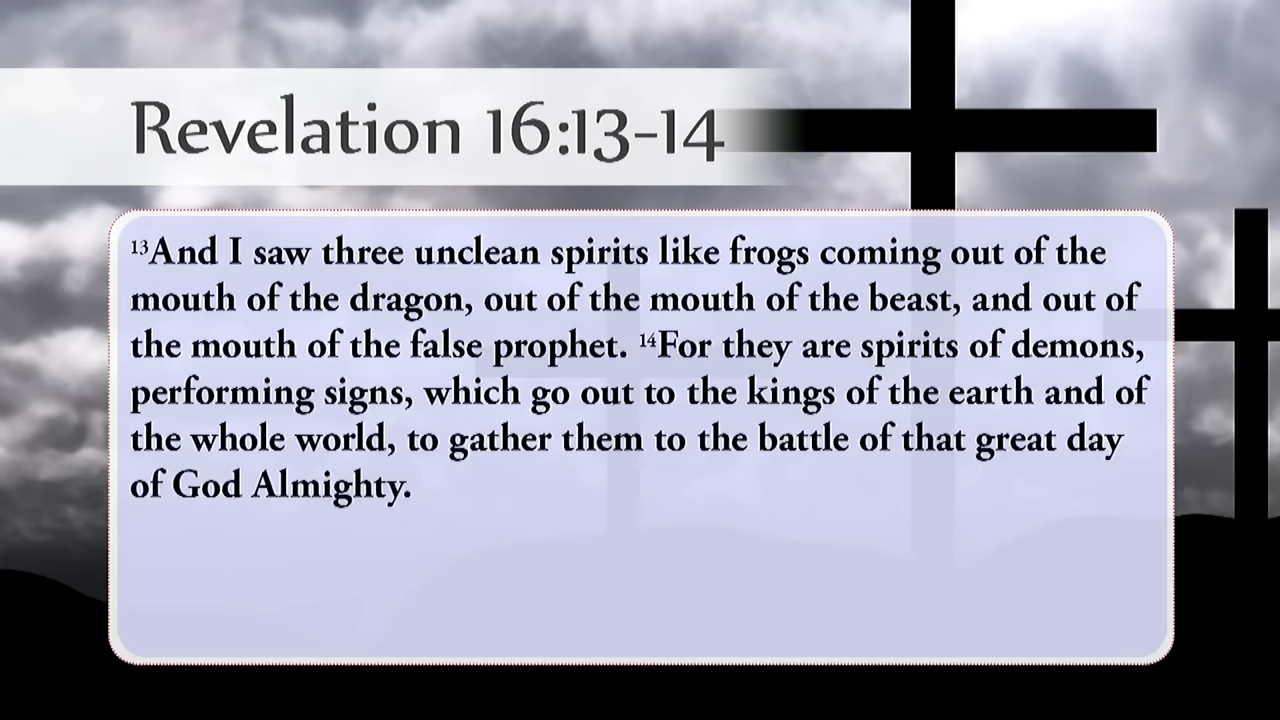 Revelation 16:13-14
¹³And I saw three unclean spirits like frogs coming out of the
mouth of the dragon, out of the mouth of the beast, and out of
the mouth of the false prophet. ¹⁴For they are spirits of demons,
performing signs, which go out to the kings of the earth and of
the whole world, to gather them to the battle of that great day
of God Almighty.